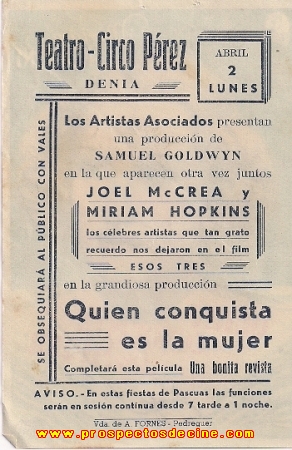 Teatro-Circo Pérez
DENIA
ABRIL
2
LUNES
SE OBSEQUIARÁ AL PÚBLICO CON VALES
Los Artistas Asociados presentan
una producción de
SAMUEL GOLDWYN
en la que aparecen otra vez juntos
JOEL McCREA y
MIRIAM HOPKINS
los célebres artistas que tan grato
recuerdo nos dejaron en el film
ESOS TRES
en la grandiosa producción
Quien conquista
es la mujer
Completará esta película Una bonita revista
AVISO.- En estas fiestas de Pascuas las funciones
serán en sesión continua desde 7 tarde a 1 noche.
Vda. de A. FORNES - Pedreguer
www.prospectosdecine.com